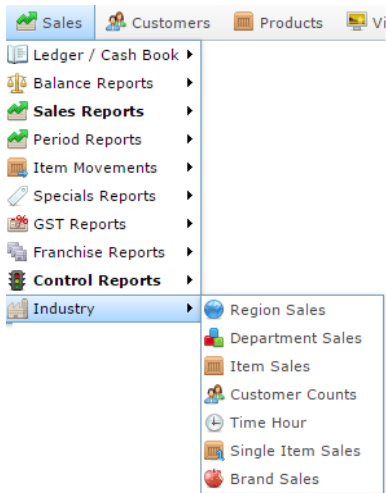 Sales Customers Products Vi
Ledger / Cash Book
Balance Reports
Sales Reports
Period Reports
Item Movements
Specials Reports
GST Reports
Franchise Reports
Control Reports
Industry
Region Sales
Department Sales
Item Sales
Customer Counts
Time Hour
Single Item Sales
Brand Sales